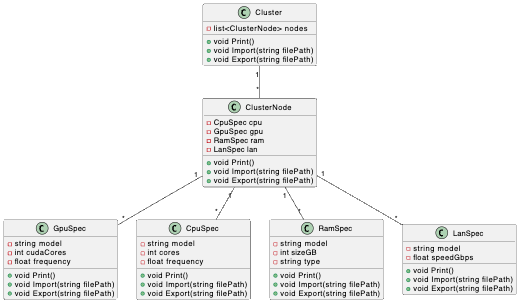 C Cluster
list<ClusterNode> nodes
void Print()
void Import(string filePath)
void Export(string filePath)
1
*
C ClusterNode
CpuSpec cpu
GpuSpec gpu
RamSpec ram
LanSpec lan
void Print()
void Import(string filePath)
void Export(string filePath)
1
1
1
1
*
*
1
*
C GpuSpec
string model
int cudaCores
float frequency
void Print()
void Import(string filePath)
void Export(string filePath)
C CpuSpec
string model
int cores
float frequency
void Print()
void Import(string filePath)
void Export(string filePath)
C RamSpec
string model
int sizeGB
string type
void Print()
void Import(string filePath)
void Export(string filePath)
C LanSpec
string model
float speedGbps
void Print()
void Import(string filePath)
void Export(string filePath)